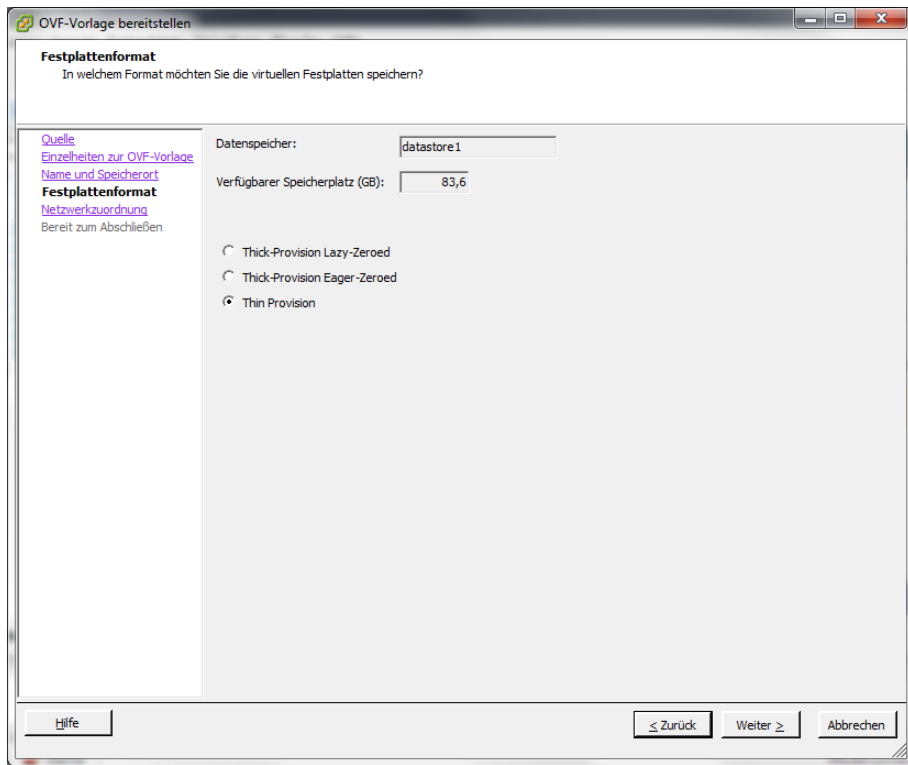 OVF-Vorlage bereitstellen
Festplattenformat
In welchem Format möchten Sie die virtuellen Festplatten speichern?
Quelle
Einzelheiten zur OVF-Vorlage
Name und Speicherort
Festplattenformat
Netzwerkzuordnung
Bereit zum Abschließen
Datenspeicher: datastore1
Verfügbarer Speicherplatz (GB): 83,6
Thick-Provision Lazy-Zeroed
Thick-Provision Eager-Zeroed
Thin Provision
Hilfe
< Zurück
Weiter >
Abbrechen